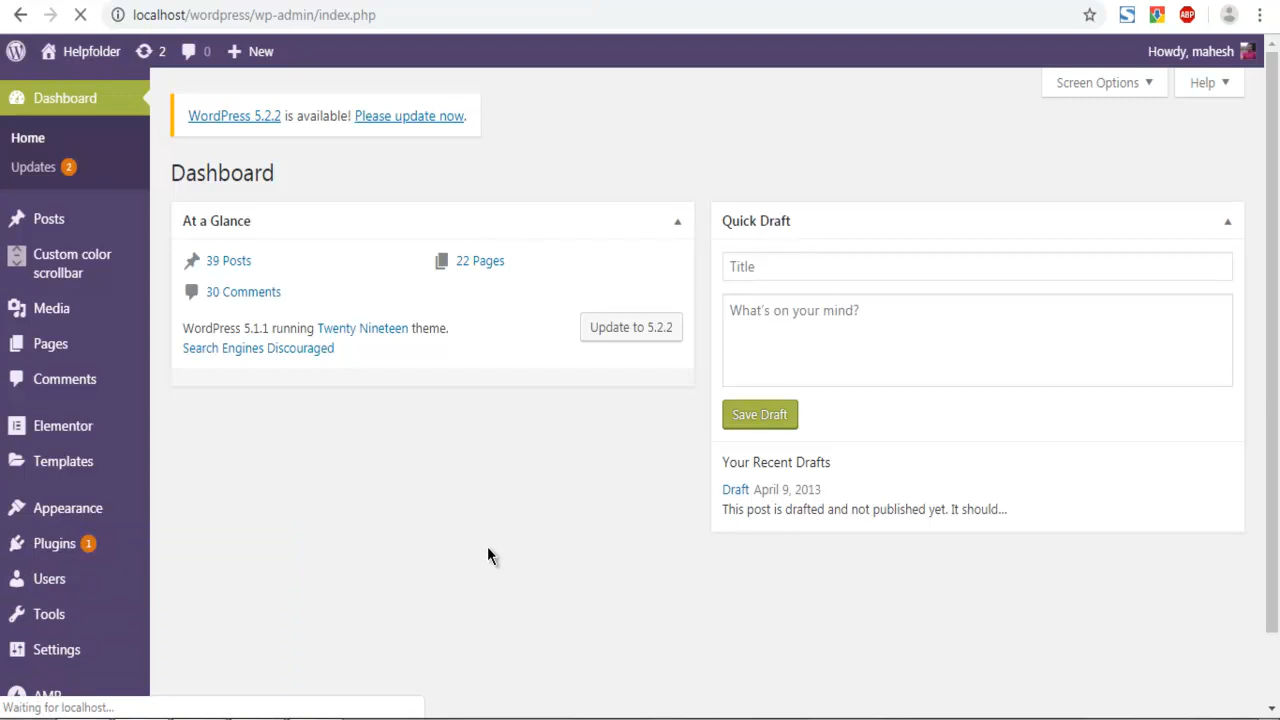 localhost/wordpress/wp-admin/index.php
ABP
Helpfolder 2 0 New
Howdy, mahesh
Screen Options Help
Dashboard
Home
Updates 2
Posts
Custom color
scrollbar
Media
Pages
Comments
Elementor
Templates
Appearance
Plugins 1
Users
Tools
Settings
AMP
WordPress 5.2.2 is available! Please update now.
Dashboard
At a Glance
39 Posts 22 Pages
30 Comments
WordPress 5.1.1 running Twenty Nineteen theme.
Update to 5.2.2
Search Engines Discouraged
Quick Draft
Title
What's on your mind?
Save Draft
Your Recent Drafts
Draft April 9, 2013
This post is drafted and not published yet. It should…
Waiting for localhost...